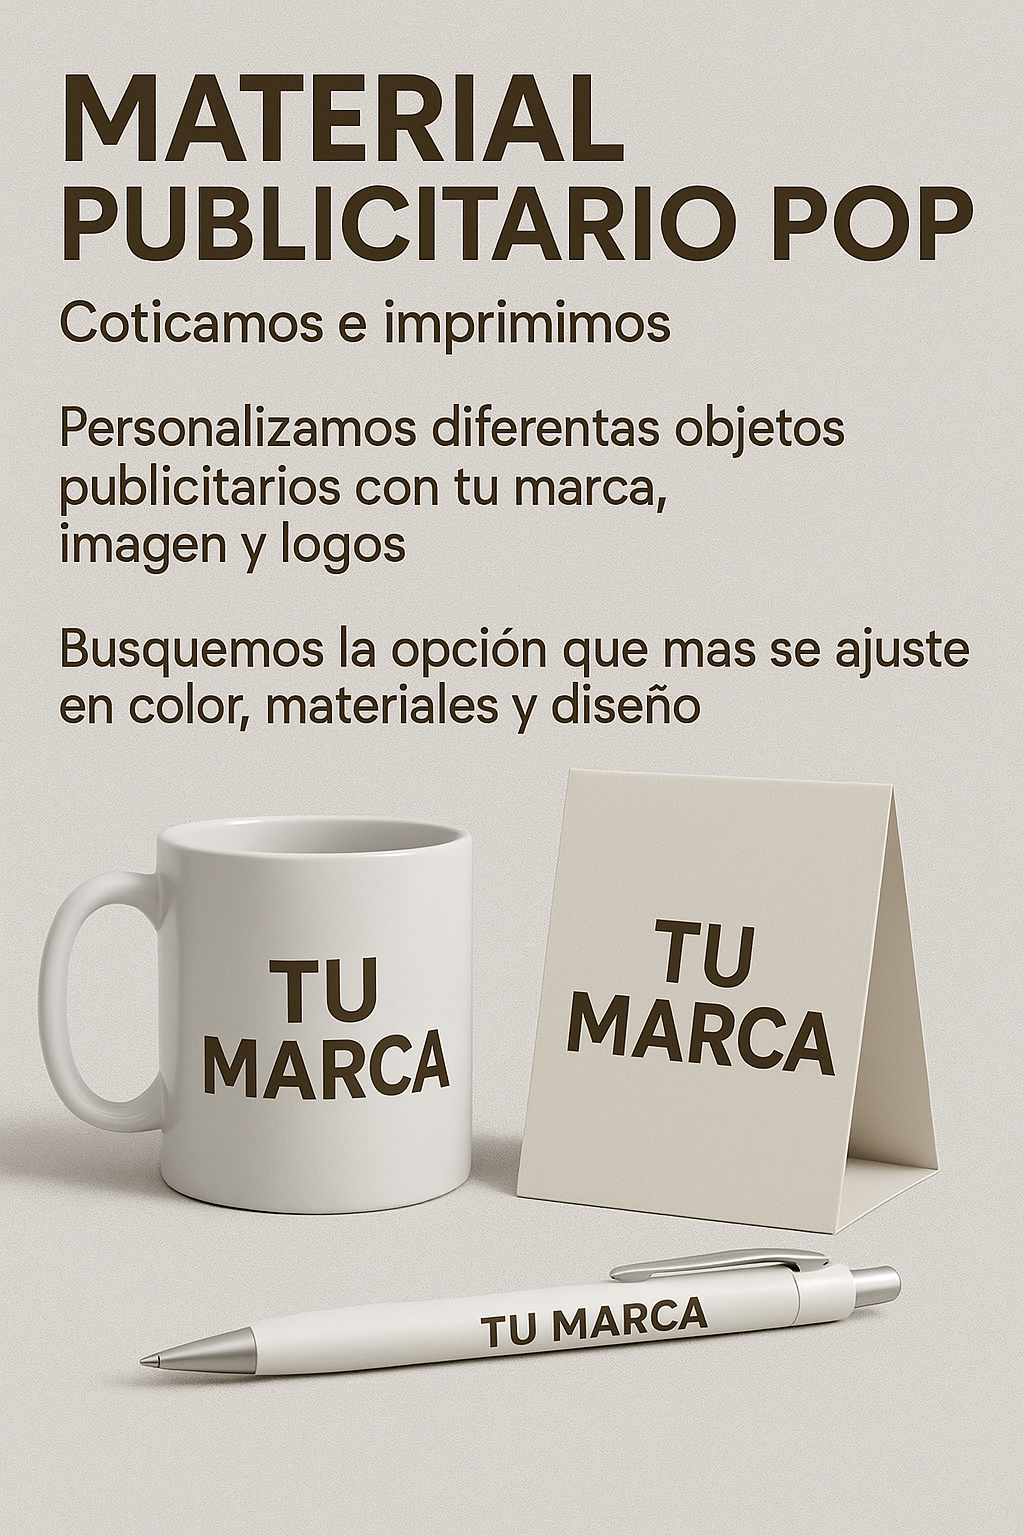 MATERIAL
PUBLICITARIO POP
Coticamos e imprimimos
Personalizamos diferentas objetos
publicitarios con tu marca,
imagen y logos
Busquemos la opción que mas se ajuste
en color, materiales y diseño
TU
MARCA
TU
MARCA
TU MARCA